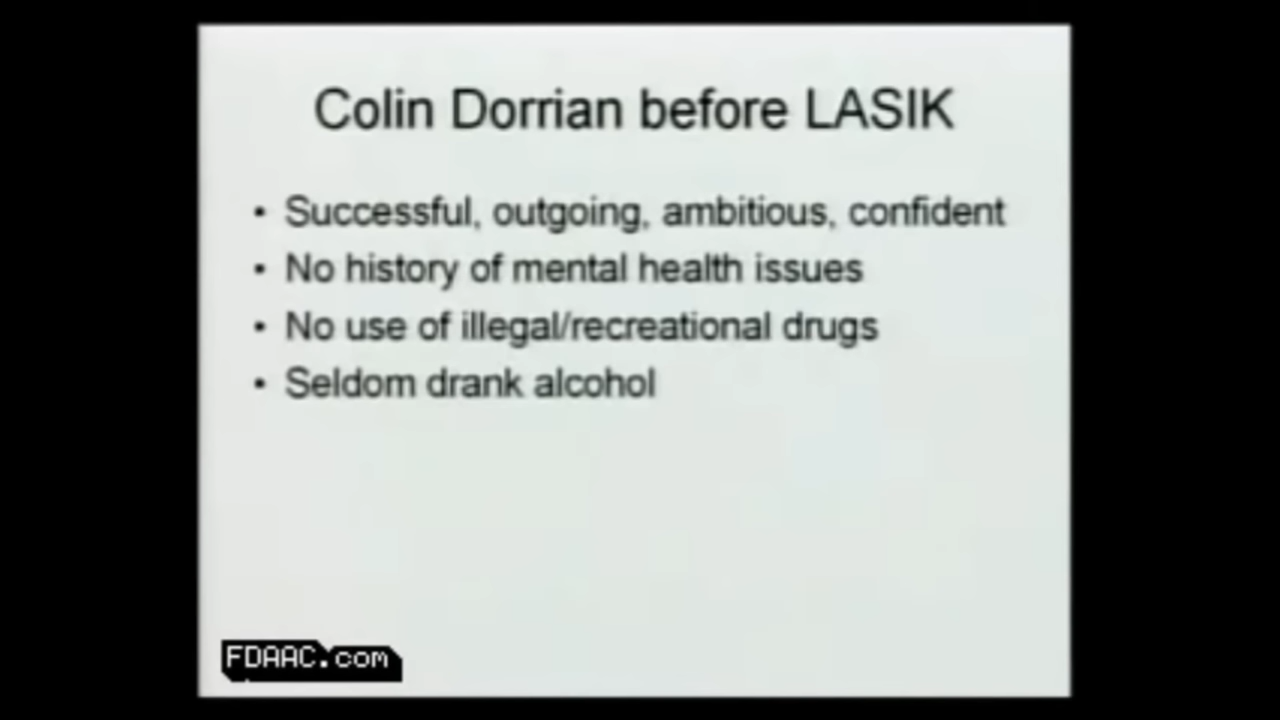 Colin Dorrian before LASIK
• Successful, outgoing, ambitious, confident
• No history of mental health issues
• No use of illegal/recreational drugs
• Seldom drank alcohol
FDAAC.com